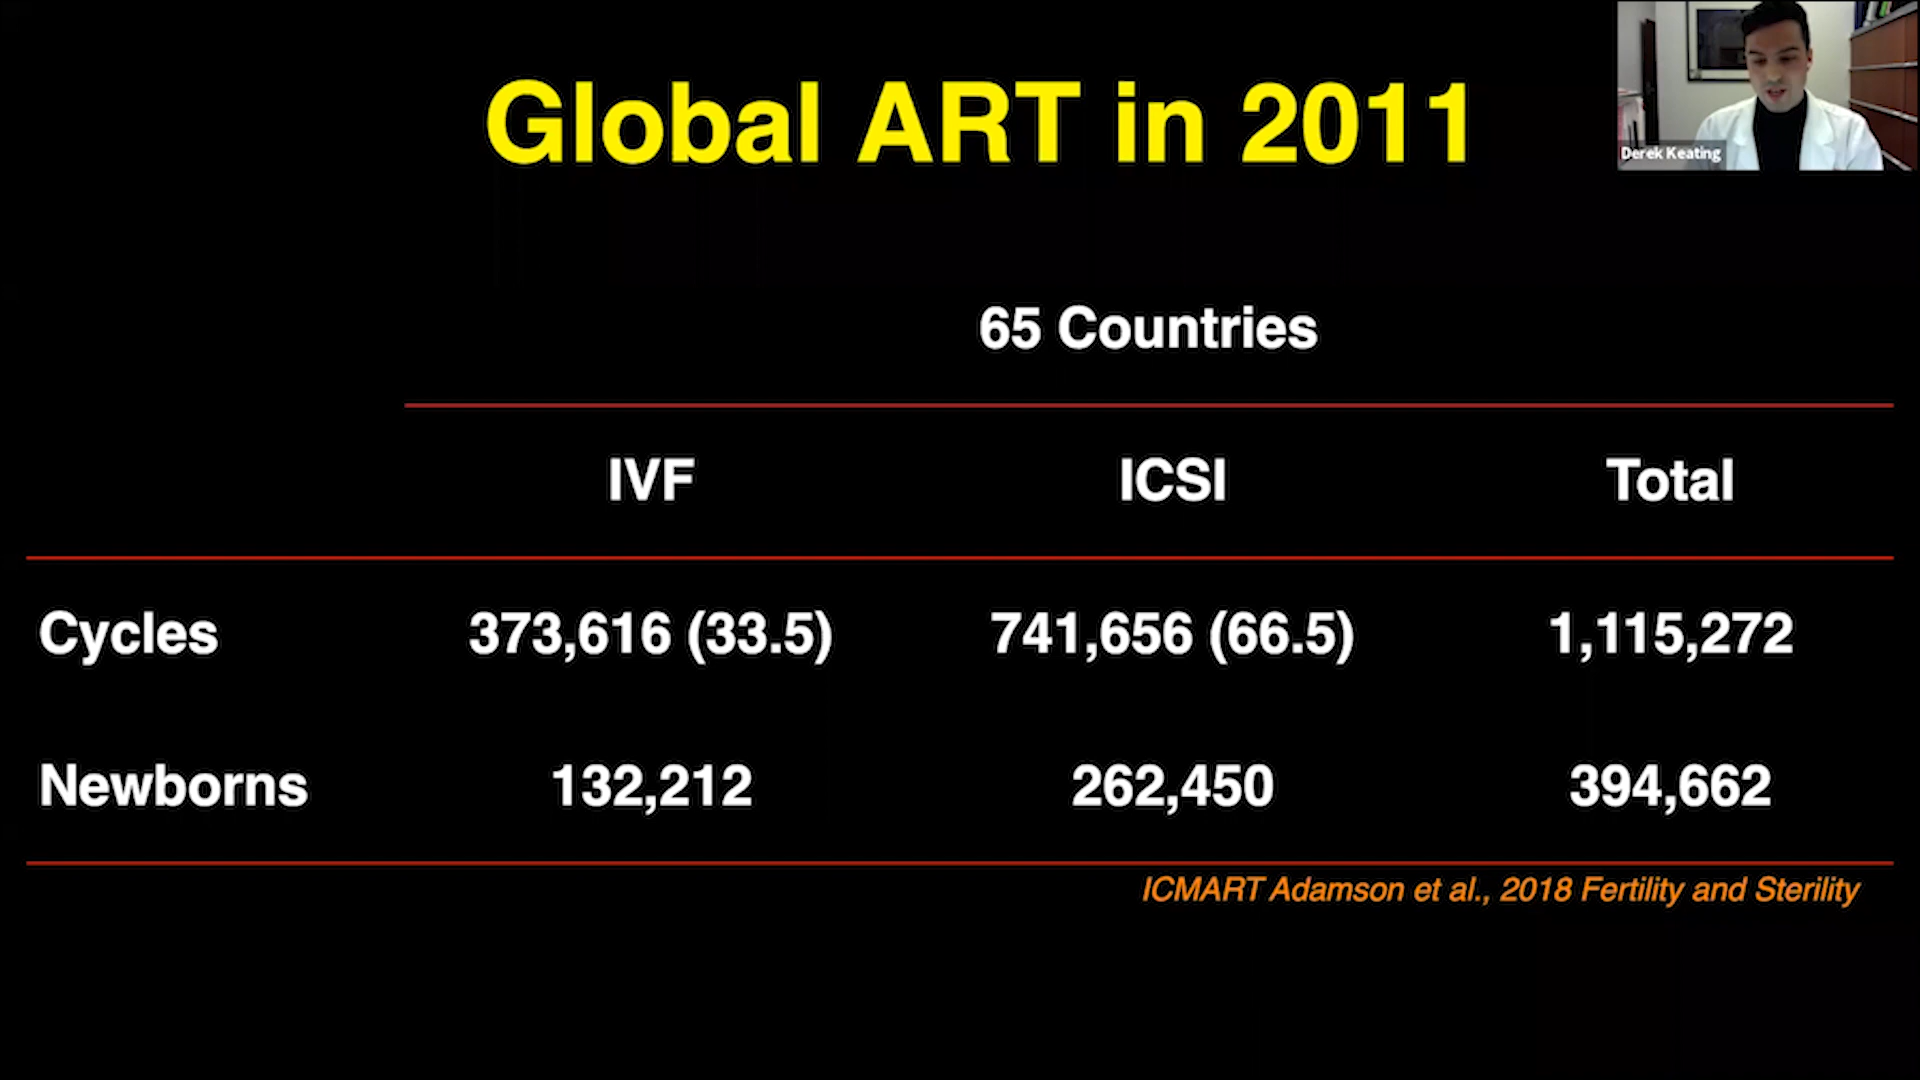 Global ART in 2011
Derek Keating
65 Countries
IVF ICSI Total
Cycles 373,616 (33.5) 741,656 (66.5) 1,115,272
Newborns 132,212 262,450 394,662
ICMART Adamson et al., 2018 Fertility and Sterility